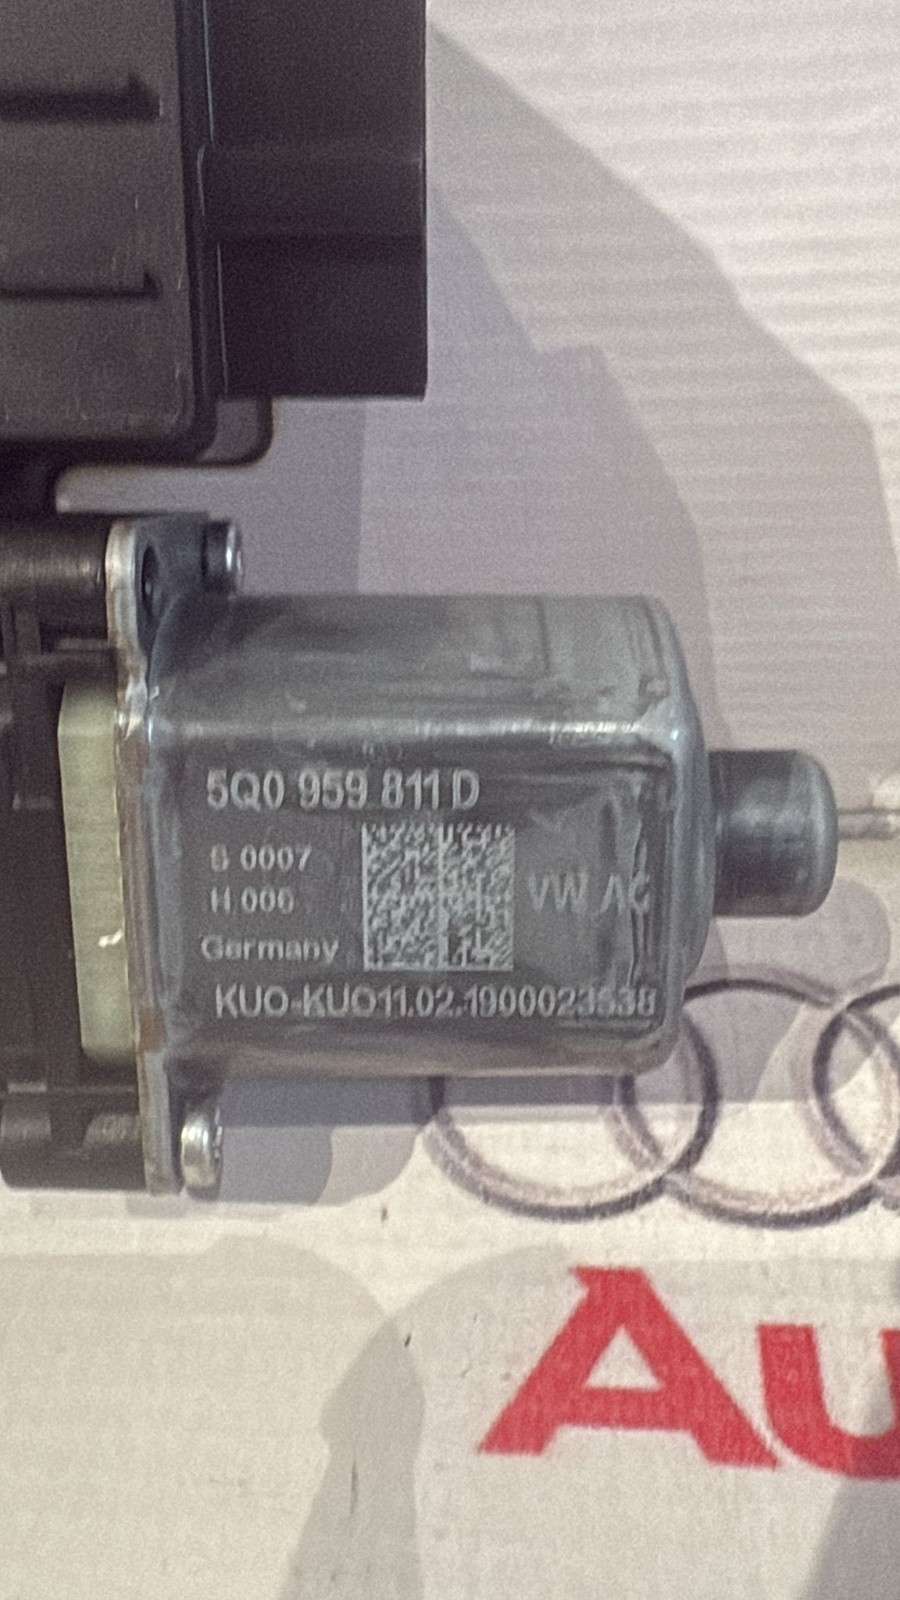 5Q0 959 811 D
S 0007
H 006
VW AG
Germany
KUO-KUO11.02.1900023538
Au